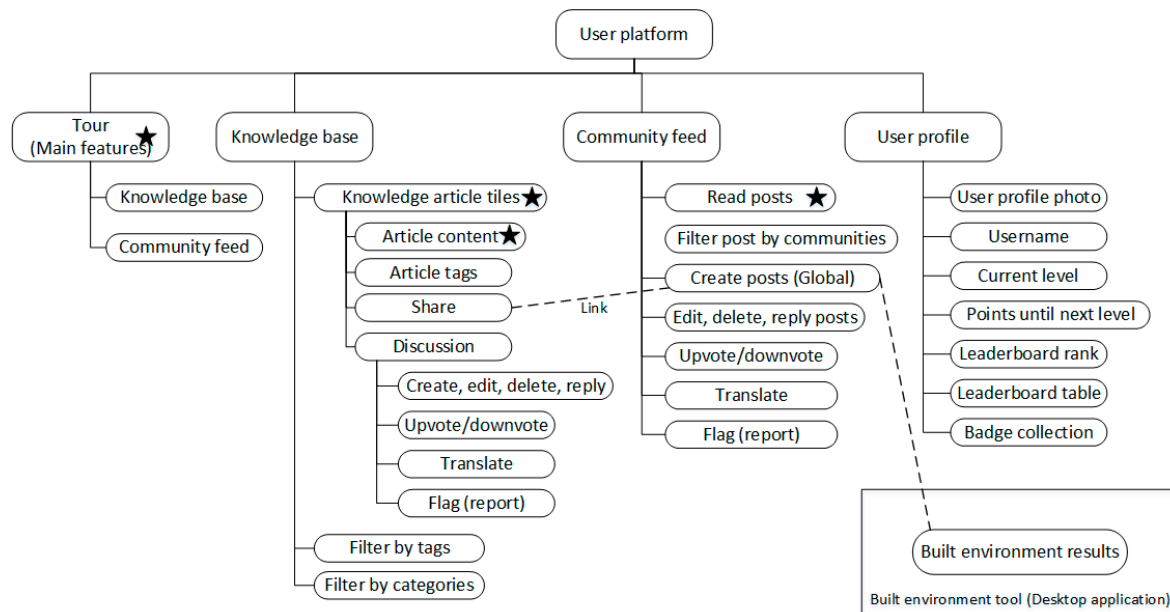 User platform
Tour
(Main features)
Knowledge base
Community feed
Knowledge base
Knowledge article tiles
Article content
Article tags
Share
Discussion
Create, edit, delete, reply
Upvote/downvote
Translate
Flag (report)
Filter by tags
Filter by categories
Link
Community feed
Read posts
Filter post by communities
Create posts (Global)
Edit, delete, reply posts
Upvote/downvote
Translate
Flag (report)
User profile
User profile photo
Username
Current level
Points until next level
Leaderboard rank
Leaderboard table
Badge collection
Built environment results
Built environment tool (Desktop application)